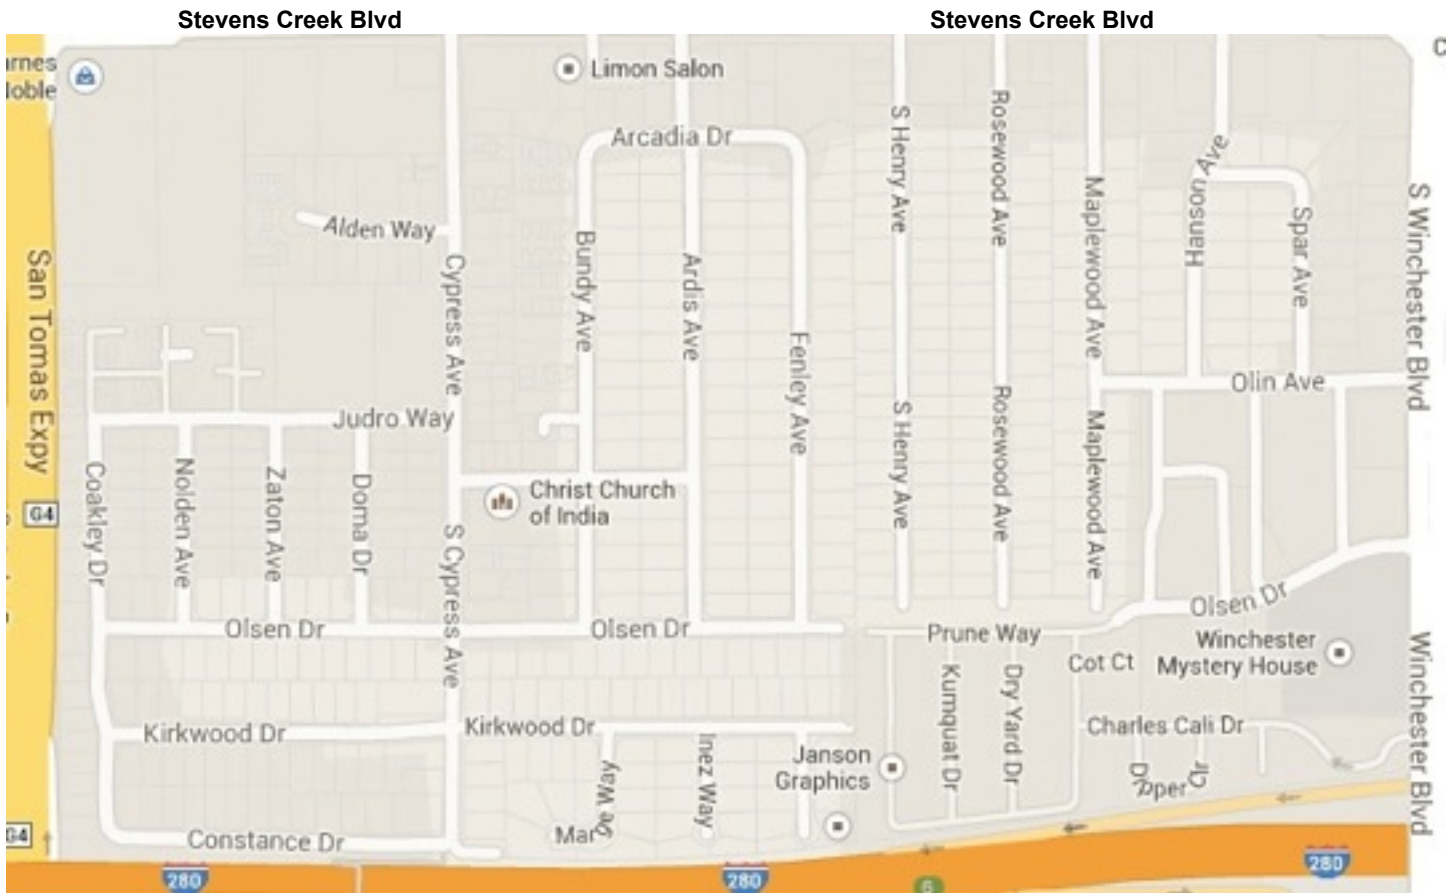 Stevens Creek Blvd
Stevens Creek Blvd
arnes
Noble
Limon Salon
Arcadia Dr
S Henry Ave
Rosewood Ave
Maplewood Ave
Hanson Ave
Spar Ave
S Winchester Blvd
Alden Way
San Tomas Expy
Cypress Ave
Bundy Ave
Ardis Ave
Fenley Ave
Olin Ave
Judro Way
S Henry Ave
Rosewood Ave
Maplewood Ave
Coakley Dr
Nolden Ave
Zaton Ave
Doma Dr
G4
Christ Church
of India
S Cypress Ave
Olsen Dr
Olsen Dr
Olsen Dr
Prune Way
Winchester
Mystery House
Cot Ct
Kumquat Dr
Dry Yard Dr
Winchester Blvd
Kirkwood Dr
Kirkwood Dr
Charles Cali Dr
Inez Way
Janson
Graphics
G4
Constance Dr
280
280
280
6